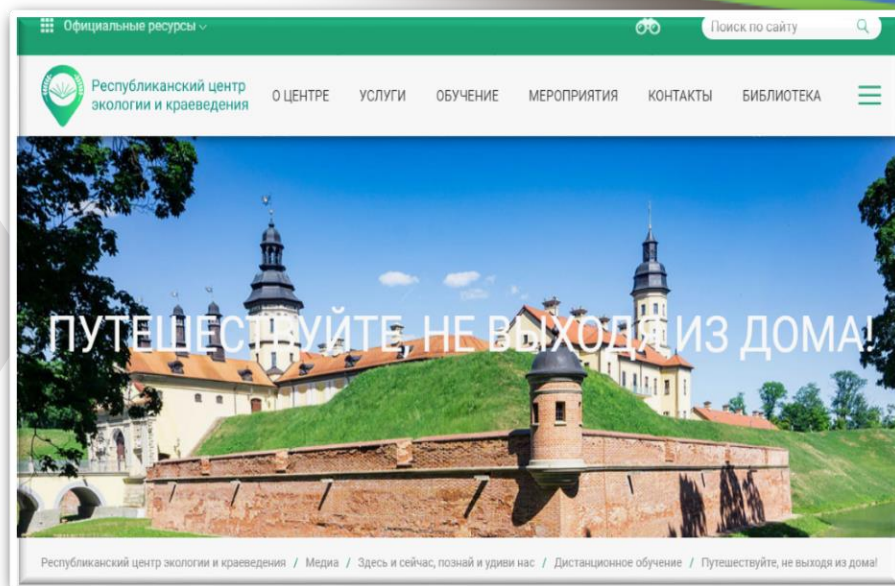 Официальные ресурсы
Поиск по сайту
Республиканский центр
экологии и краеведения
О ЦЕНТРЕ УСЛУГИ ОБУЧЕНИЕ МЕРОПРИЯТИЯ КОНТАКТЫ БИБЛИОТЕКА
ПУТЕШЕСТВУЙТЕ, НЕ ВЫХОДЯ ИЗ ДОМА!
Республиканский центр экологии и краеведения / Медиа / Здесь и сейчас, познай и удиви нас / Дистанционное обучение / Путешествуйте, не выходя из дома!